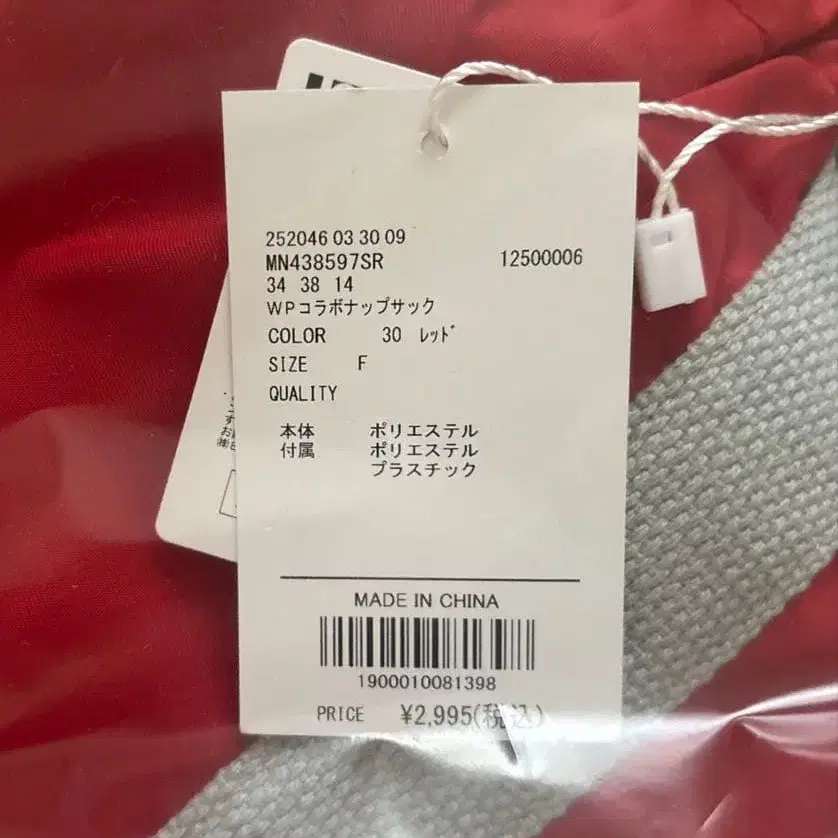 252046 03 30 09
MN438597SR 12500006
34 38 14
WPコラボナップサック
COLOR 30 レッド
SIZE F
QUALITY
本体 ポリエステル
付属 ポリエステル
プラスチック
MADE IN CHINA
1900010081398
PRICE ¥2,995(税込)